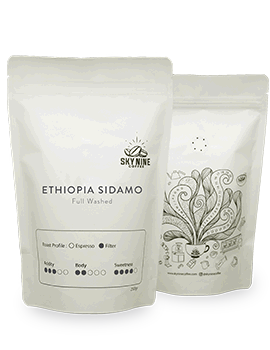 SKY NINE
COFFEE
ETHIOPIA SIDAMO
Full Washed
Roast Profile : Espresso Filter
Acidity Body Sweetness